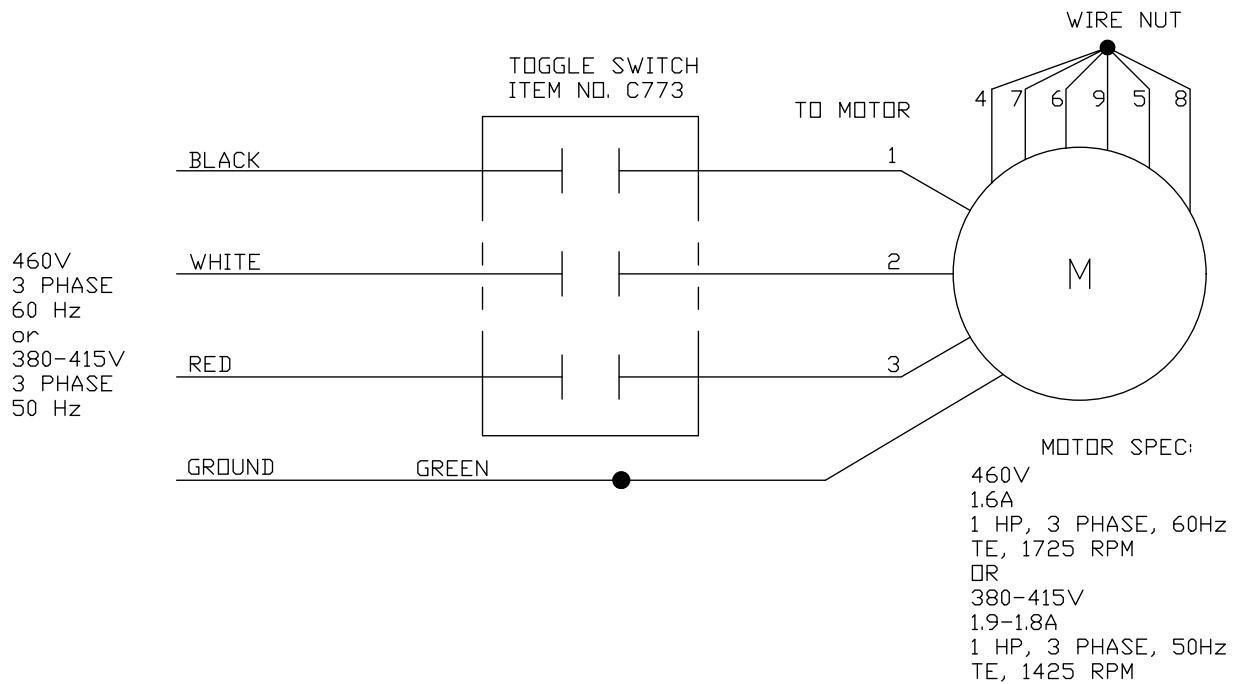 WIRE NUT
TOGGLE SWITCH
ITEM NO. C773
TO MOTOR
4 7 6 9 5 8
BLACK
1
WHITE
2
RED
3
M
460V
3 PHASE
60 Hz
or
380-415V
3 PHASE
50 Hz
GROUND GREEN
MOTOR SPEC:
460V
1.6A
1 HP, 3 PHASE, 60Hz
TE, 1725 RPM
OR
380-415V
1.9-1.8A
1 HP, 3 PHASE, 50Hz
TE, 1425 RPM